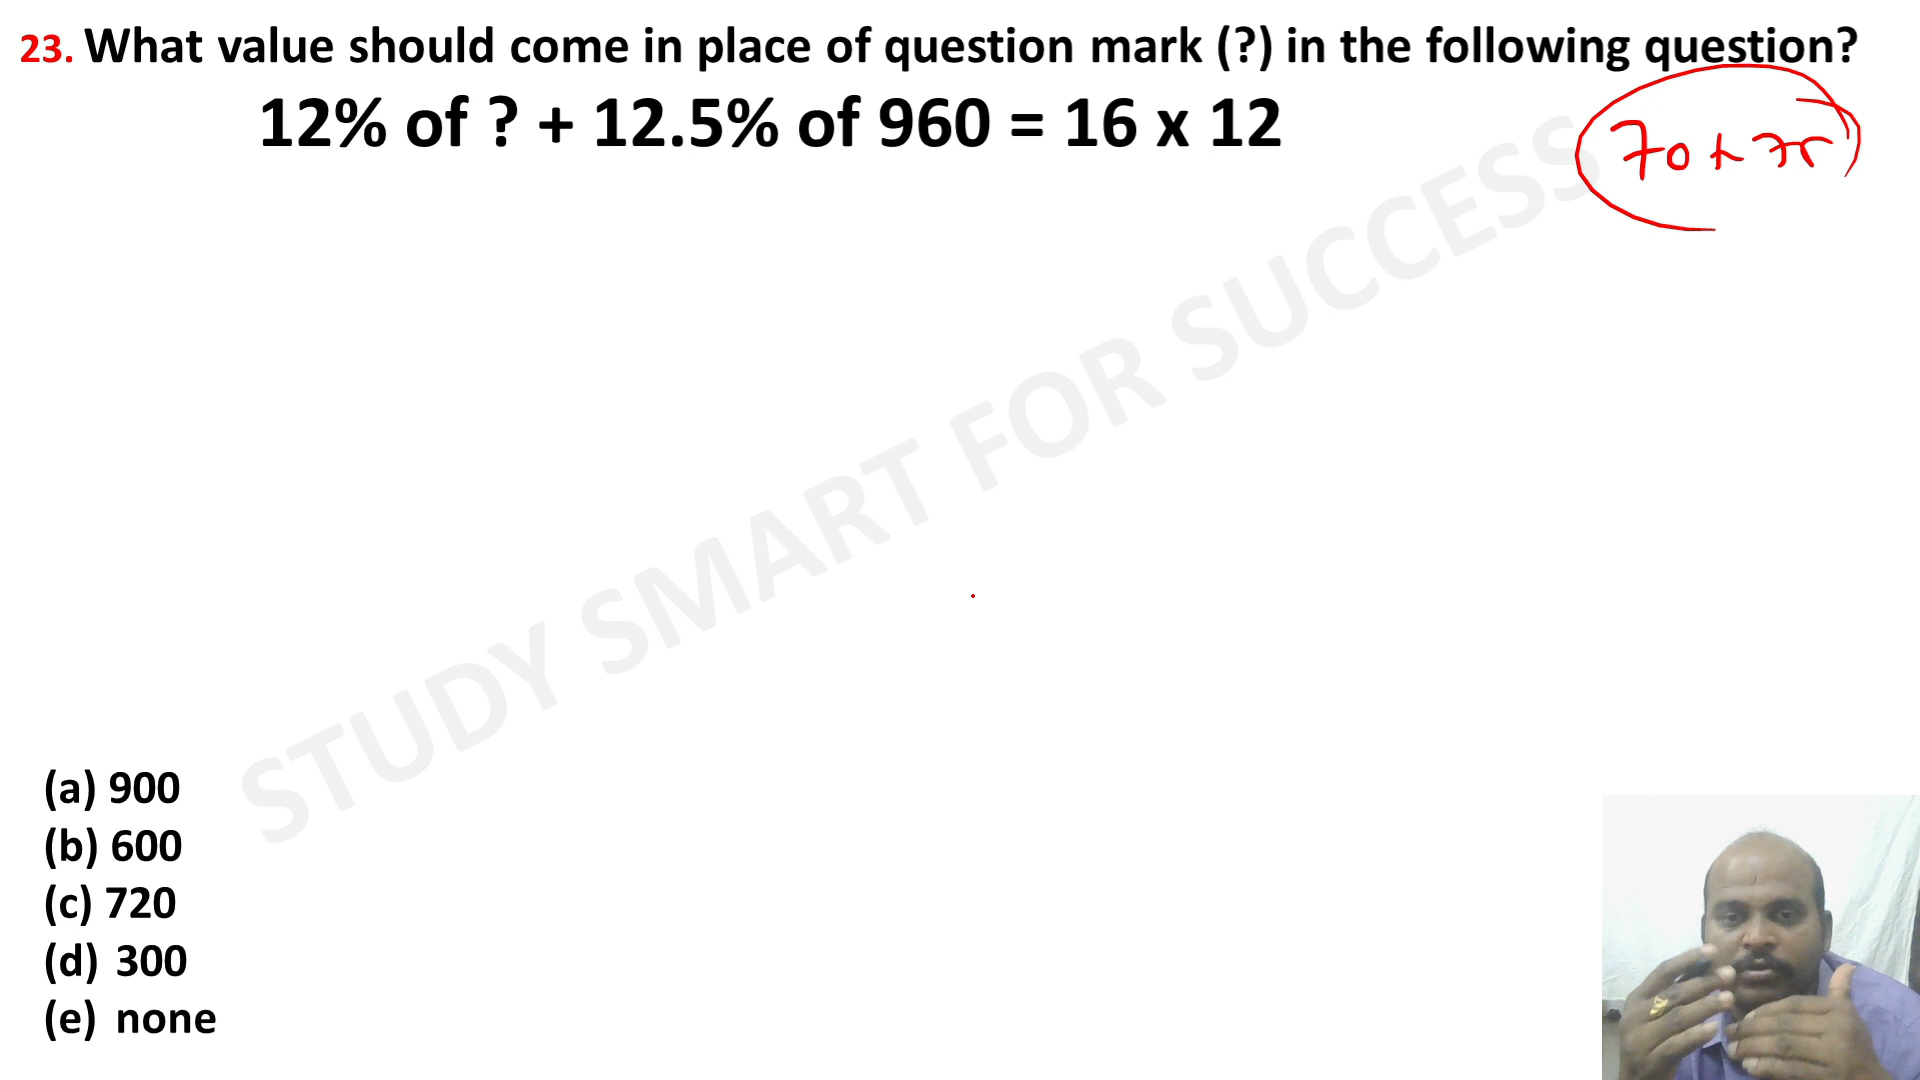 23. What value should come in place of question mark (?) in the following question?
12% of ? + 12.5% of 960 = 16 x 12
70
STUDY SMART FOR SUCCESS
(a) 900
(b) 600
(c) 720
(d) 300
(e) none